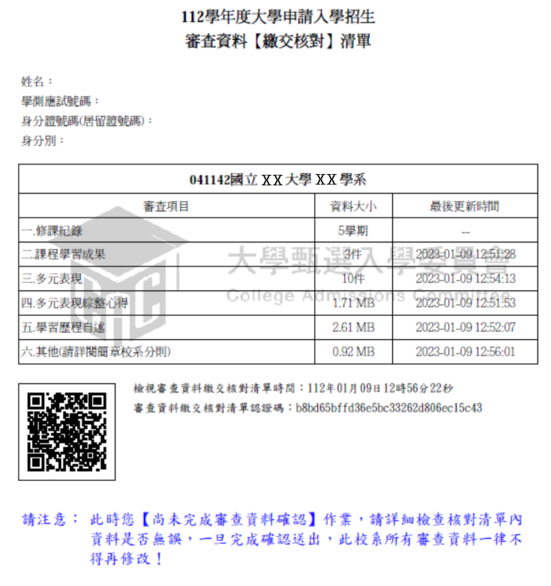 112學年度大學申請入學招生
審查資料【繳交核對】清單
姓名：
學測應試號碼：
身分證號碼(居留證號碼)：
身分別：
041142國立 XX 大學 XX 學系
審查項目 資料大小 最後更新時間
一.修課紀錄 5學期 --
二.課程學習成果 3件 2023-01-09 12:51:28
三.多元表現 10件 2023-01-09 12:54:13
四.多元表現綜整心得 1.71 MB 2023-01-09 12:51:53
五.學習歷程自述 2.61 MB 2023-01-09 12:52:07
六.其他(請詳閱簡章校系分則) 0.92 MB 2023-01-09 12:56:01
大學甄選入學委員會
College Admissions Committee
檢視審查資料繳交核對清單時間：112年01月09日12時56分22秒
審查資料繳交核對清單認證碼：b8bd65bffd36e5bc33262d806ec15c43
請注意： 此時您【尚未完成審查資料確認】作業，請詳細檢查核對清單內
資料是否無誤，一旦完成確認送出，此校系所有審查資料一律不
得再修改！